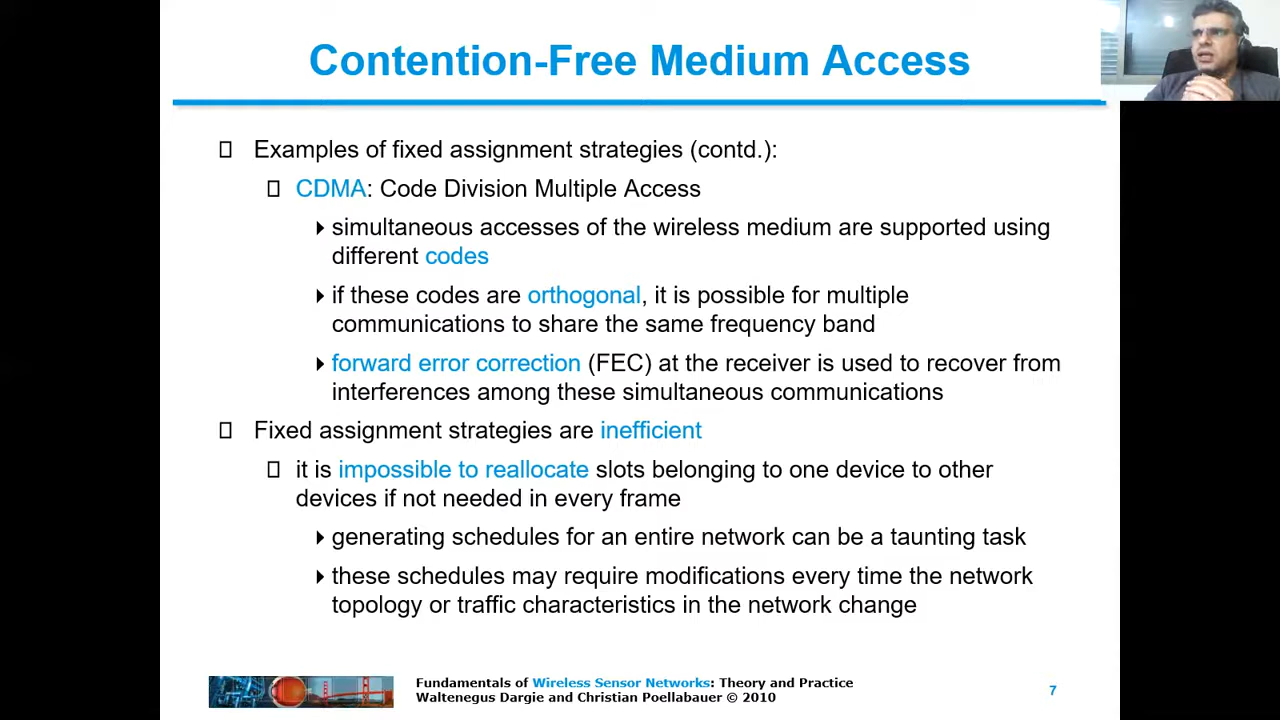 Contention-Free Medium Access
Examples of fixed assignment strategies (contd.):
CDMA: Code Division Multiple Access
simultaneous accesses of the wireless medium are supported using
different codes
if these codes are orthogonal, it is possible for multiple
communications to share the same frequency band
forward error correction (FEC) at the receiver is used to recover from
interferences among these simultaneous communications
Fixed assignment strategies are inefficient
it is impossible to reallocate slots belonging to one device to other
devices if not needed in every frame
generating schedules for an entire network can be a taunting task
these schedules may require modifications every time the network
topology or traffic characteristics in the network change
Fundamentals of Wireless Sensor Networks: Theory and Practice
Waltenegus Dargie and Christian Poellabauer © 2010
7